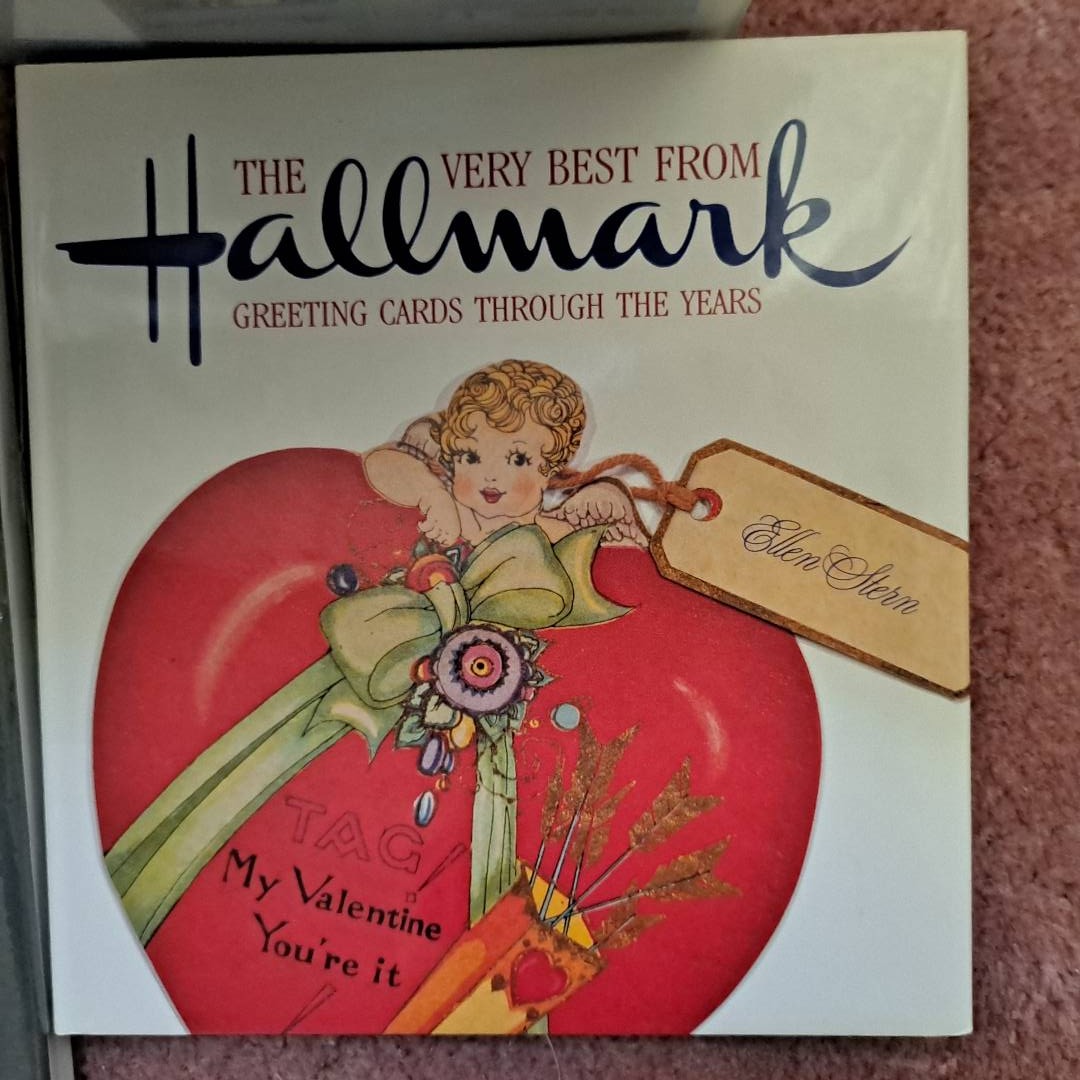 THE VERY BEST FROM
Hallmark
GREETING CARDS THROUGH THE YEARS
Ellen Stern
TAG!
My Valentine
You're it